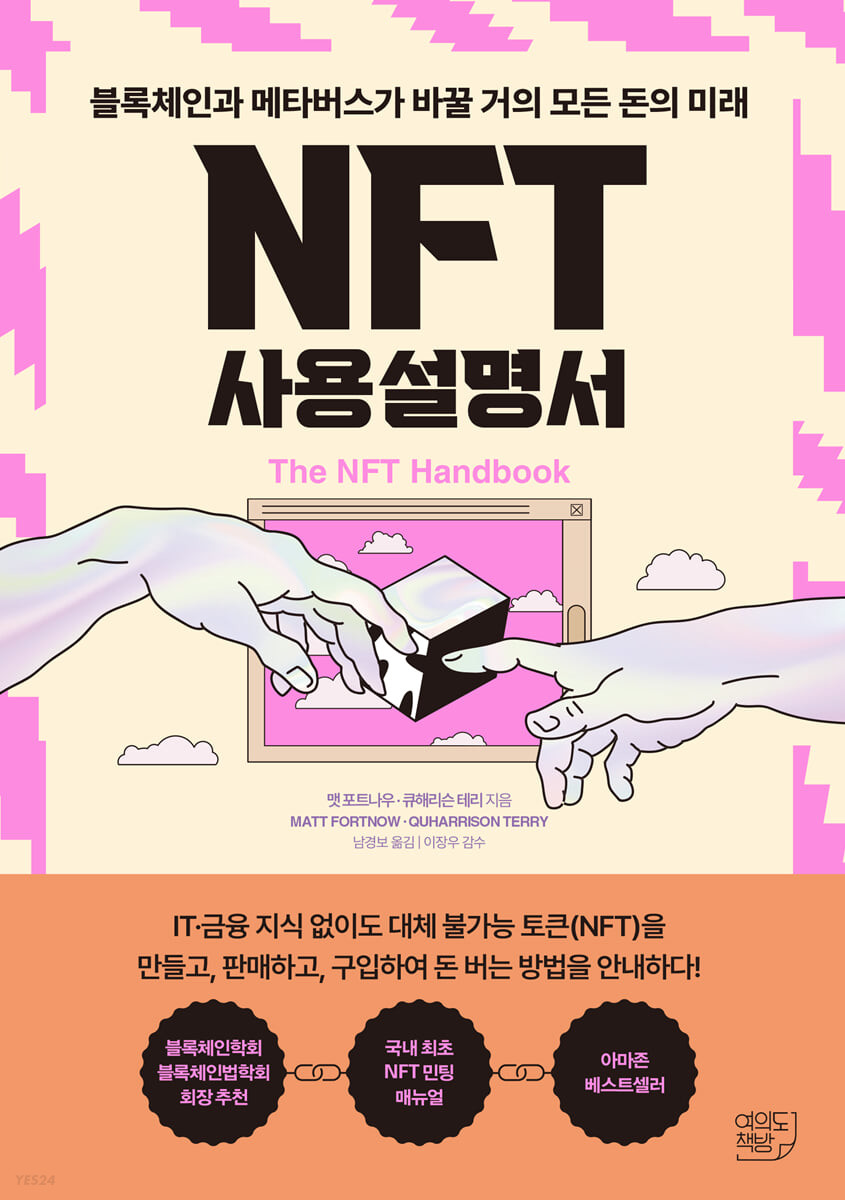 블록체인과 메타버스가 바꿀 거의 모든 돈의 미래
NFT
사용설명서
The NFT Handbook
맷 포트나우 · 큐해리슨 테리 지음
MATT FORTNOW · QUHARRISON TERRY
남경보 옮김 | 이장우 감수
IT·금융 지식 없이도 대체 불가능 토큰(NFT)을
만들고, 판매하고, 구입하여 돈 버는 방법을 안내하다!
블록체인학회
블록체인법학회
회장 추천
국내 최초
NFT 민팅
매뉴얼
아마존
베스트셀러
여의도
책방
YES24